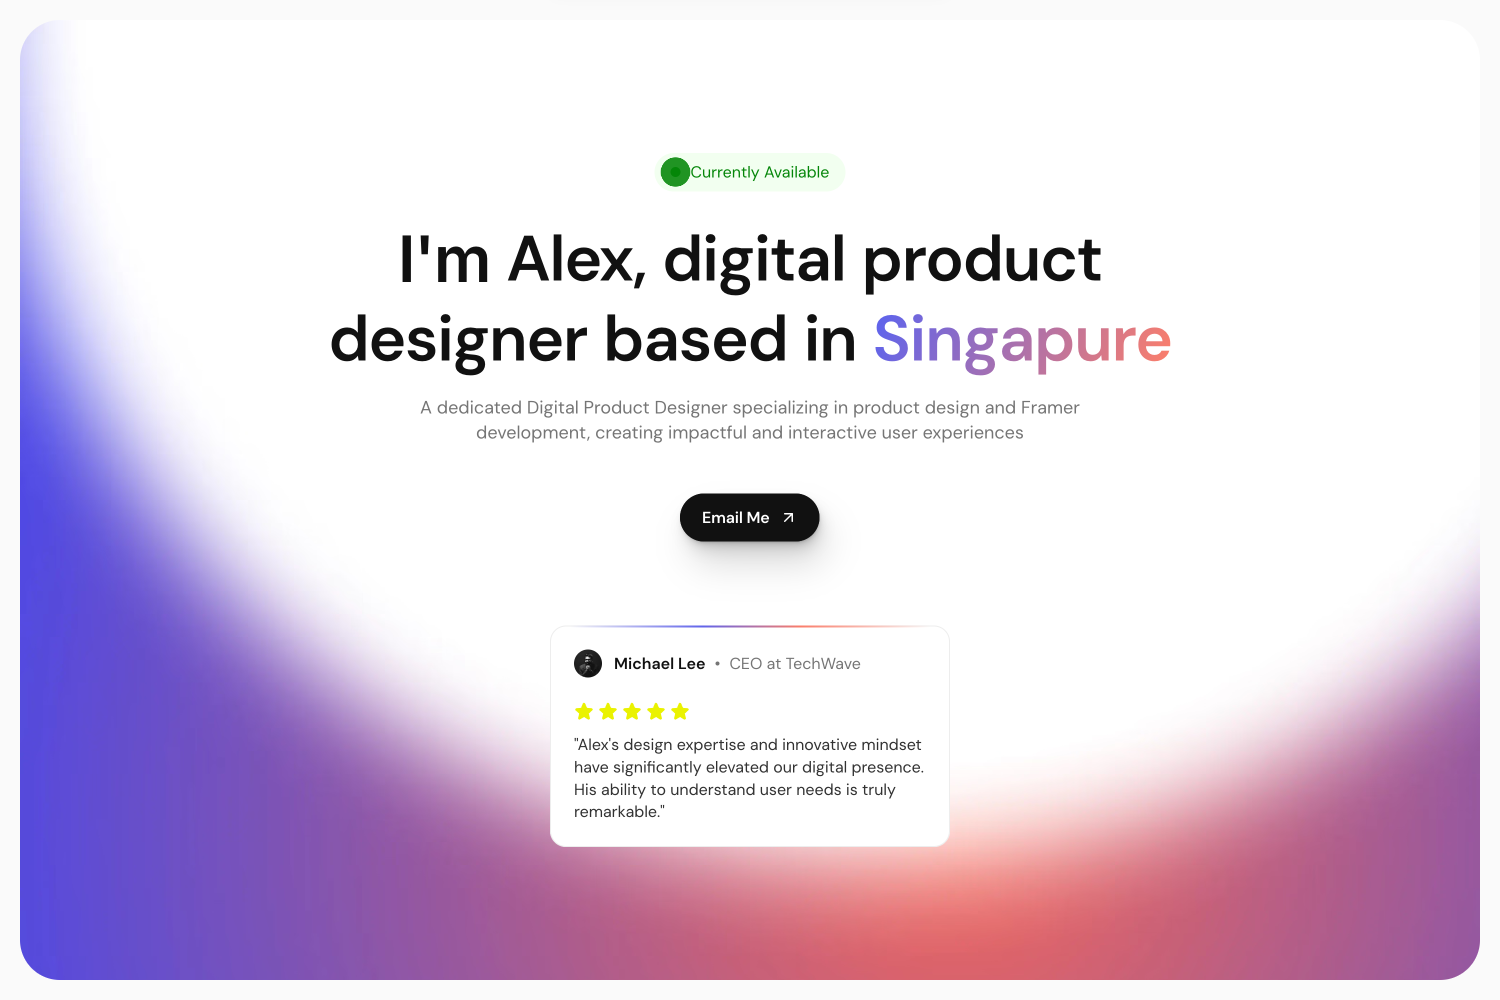 Currently Available
I'm Alex, digital product
designer based in Singapure
A dedicated Digital Product Designer specializing in product design and Framer
development, creating impactful and interactive user experiences
Email Me
Michael Lee • CEO at TechWave
"Alex's design expertise and innovative mindset
have significantly elevated our digital presence.
His ability to understand user needs is truly
remarkable."